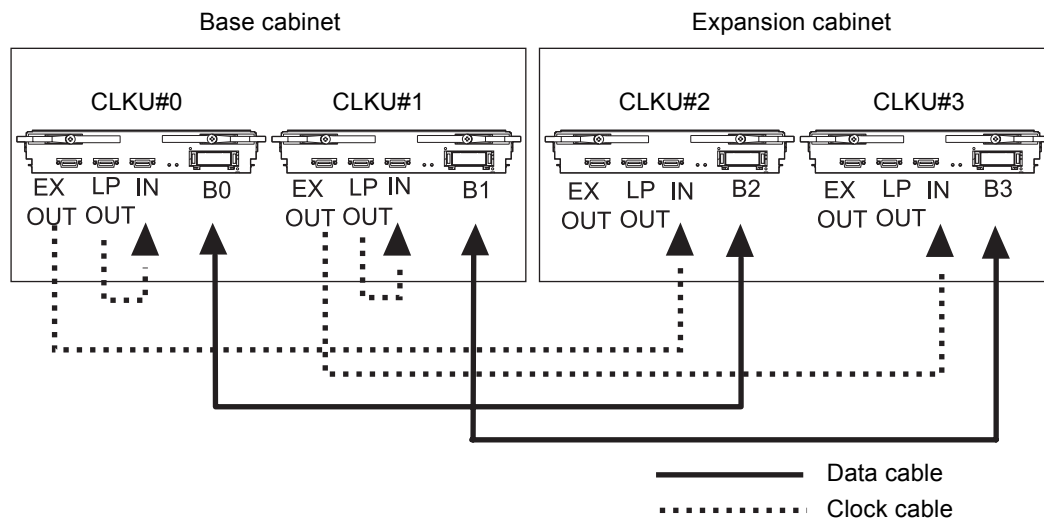 Base cabinet
Expansion cabinet
CLKU#0
CLKU#1
CLKU#2
CLKU#3
EX OUT
LP OUT
IN
B0
EX OUT
LP OUT
IN
B1
EX OUT
LP OUT
IN
B2
EX OUT
LP OUT
IN
B3
Data cable
Clock cable